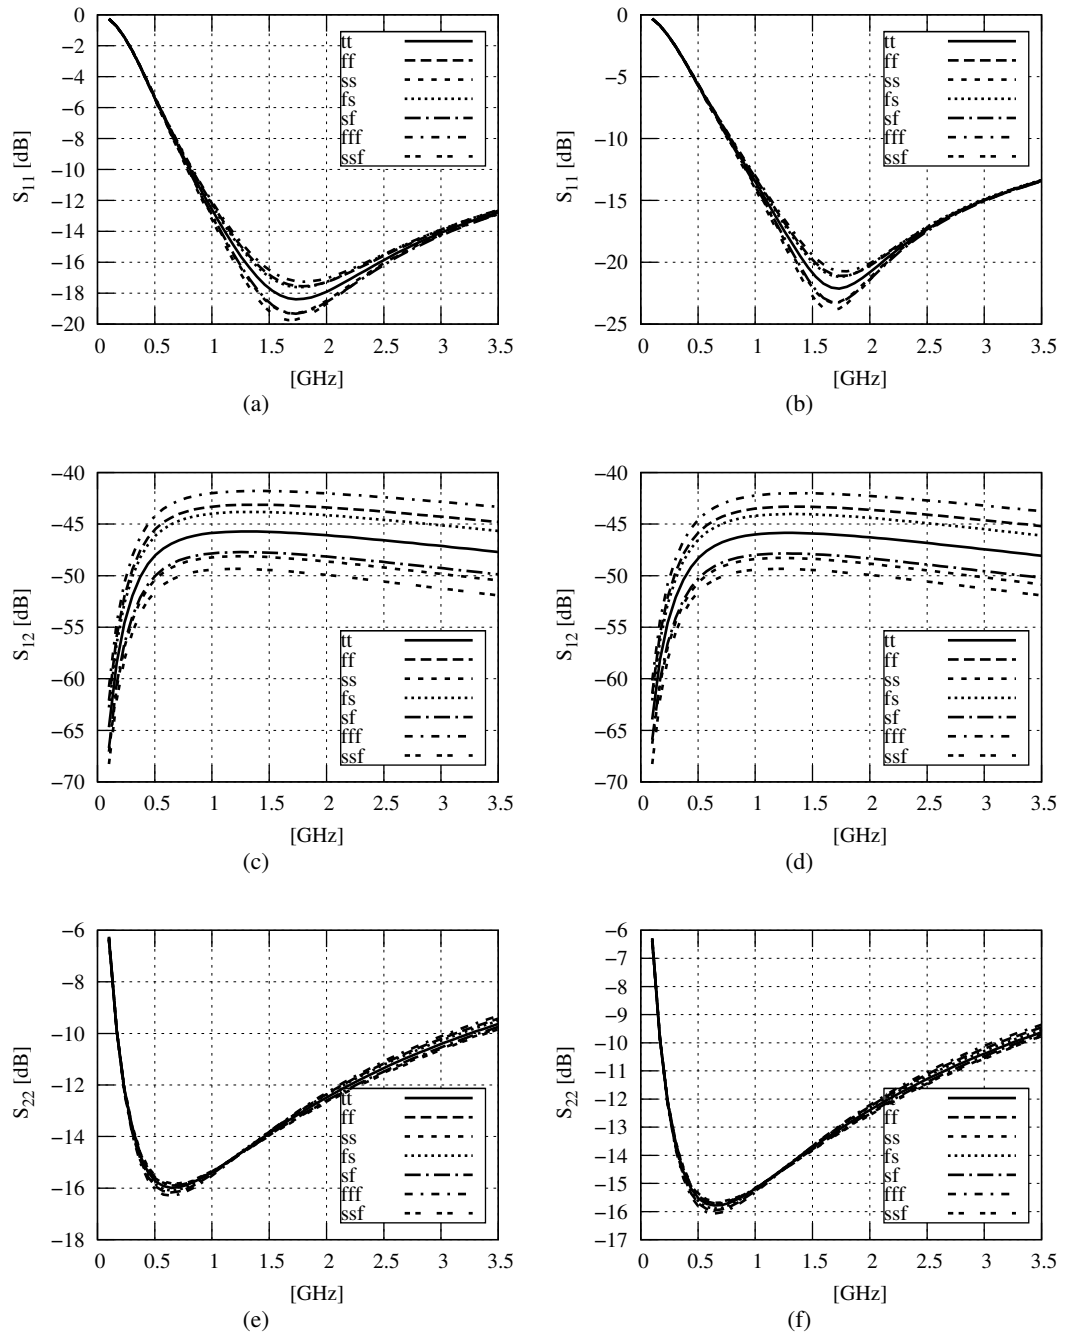 0
−2
−4
−6
−8
−10
−12
−14
−16
−18
−20
0 0.5 1 1.5 2 2.5 3 3.5
S11 [dB]
[GHz]
tt
ff
ss
fs
sf
fff
ssf
(a)
0
−5
−10
−15
−20
−25
0 0.5 1 1.5 2 2.5 3 3.5
S11 [dB]
[GHz]
tt
ff
ss
fs
sf
fff
ssf
(b)
−40
−45
−50
−55
−60
−65
−70
0 0.5 1 1.5 2 2.5 3 3.5
S12 [dB]
[GHz]
tt
ff
ss
fs
sf
fff
ssf
(c)
−40
−45
−50
−55
−60
−65
−70
0 0.5 1 1.5 2 2.5 3 3.5
S12 [dB]
[GHz]
tt
ff
ss
fs
sf
fff
ssf
(d)
−6
−8
−10
−12
−14
−16
−18
0 0.5 1 1.5 2 2.5 3 3.5
S22 [dB]
[GHz]
tt
ff
ss
fs
sf
fff
ssf
(e)
−6
−7
−8
−9
−10
−11
−12
−13
−14
−15
−16
−17
0 0.5 1 1.5 2 2.5 3 3.5
S22 [dB]
[GHz]
tt
ff
ss
fs
sf
fff
ssf
(f)